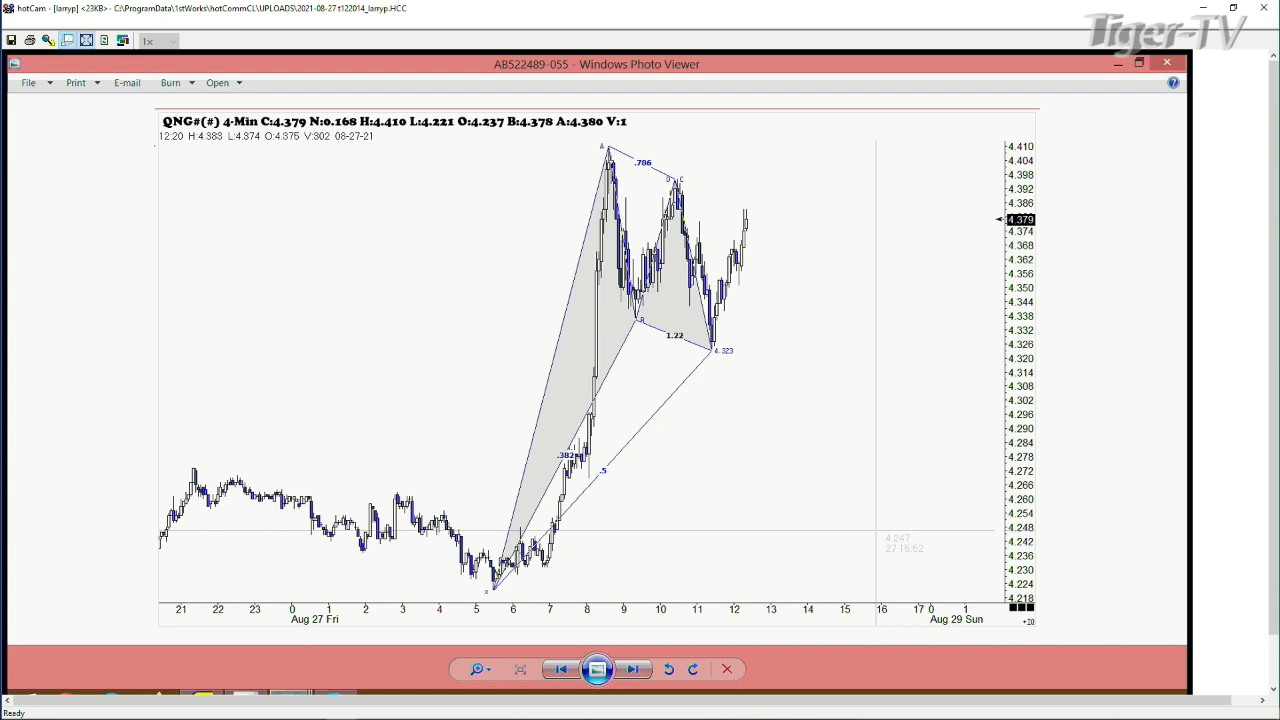 hotCam - [larryp] <23KB> - C:\ProgramData\1stWorks\hotCommCL\UPLOADS\2021-08-27 t122014_larryp.HCC
Tiger-TV
1x
AB522489-055 - Windows Photo Viewer
File Print E-mail Burn Open
QNG#(#) 4-Min C:4.379 N:0.168 H:4.410 L:4.221 O:4.237 B:4.378 A:4.380 V:1
12:20 H 4.383 L:4.374 O:4.375 V:302 08-27-21
A
.786
D C
B
1.22
4.323
.382
.5
X
4.410
4.404
4.398
4.392
4.386
4.379
4.374
4.368
4.362
4.356
4.350
4.344
4.338
4.332
4.326
4.320
4.314
4.308
4.302
4.296
4.290
4.284
4.278
4.272
4.266
4.260
4.254
4.248
4.242
4.236
4.230
4.224
4.218
4.247
27 15:52
21 22 23 0 1 2 3 4 5 6 7 8 9 10 11 12 13 14 15 16 17 0 1
Aug 27 Fri Aug 29 Sun
Ready